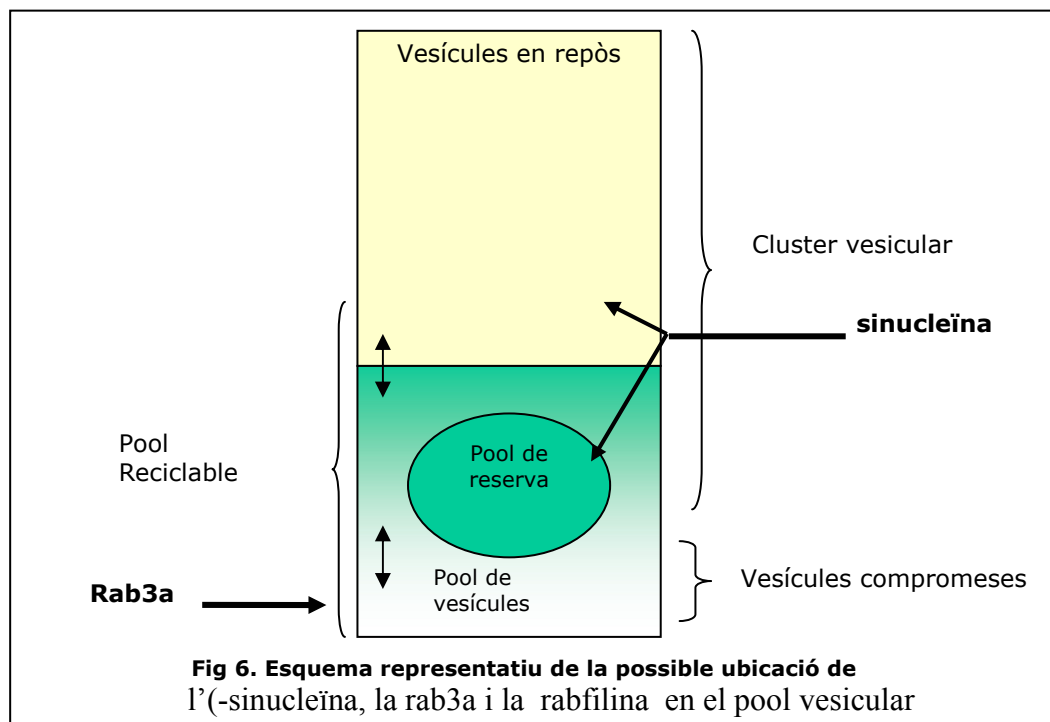 Vesícules en repòs
Cluster vesicular
sinucleïna
Pool
Reciclable
Pool de
reserva
Rab3a
Pool de
vesícules
Vesícules compromeses
Fig 6. Esquema representatiu de la possible ubicació de
l'(-sinucleïna, la rab3a i la rabfilina en el pool vesicular